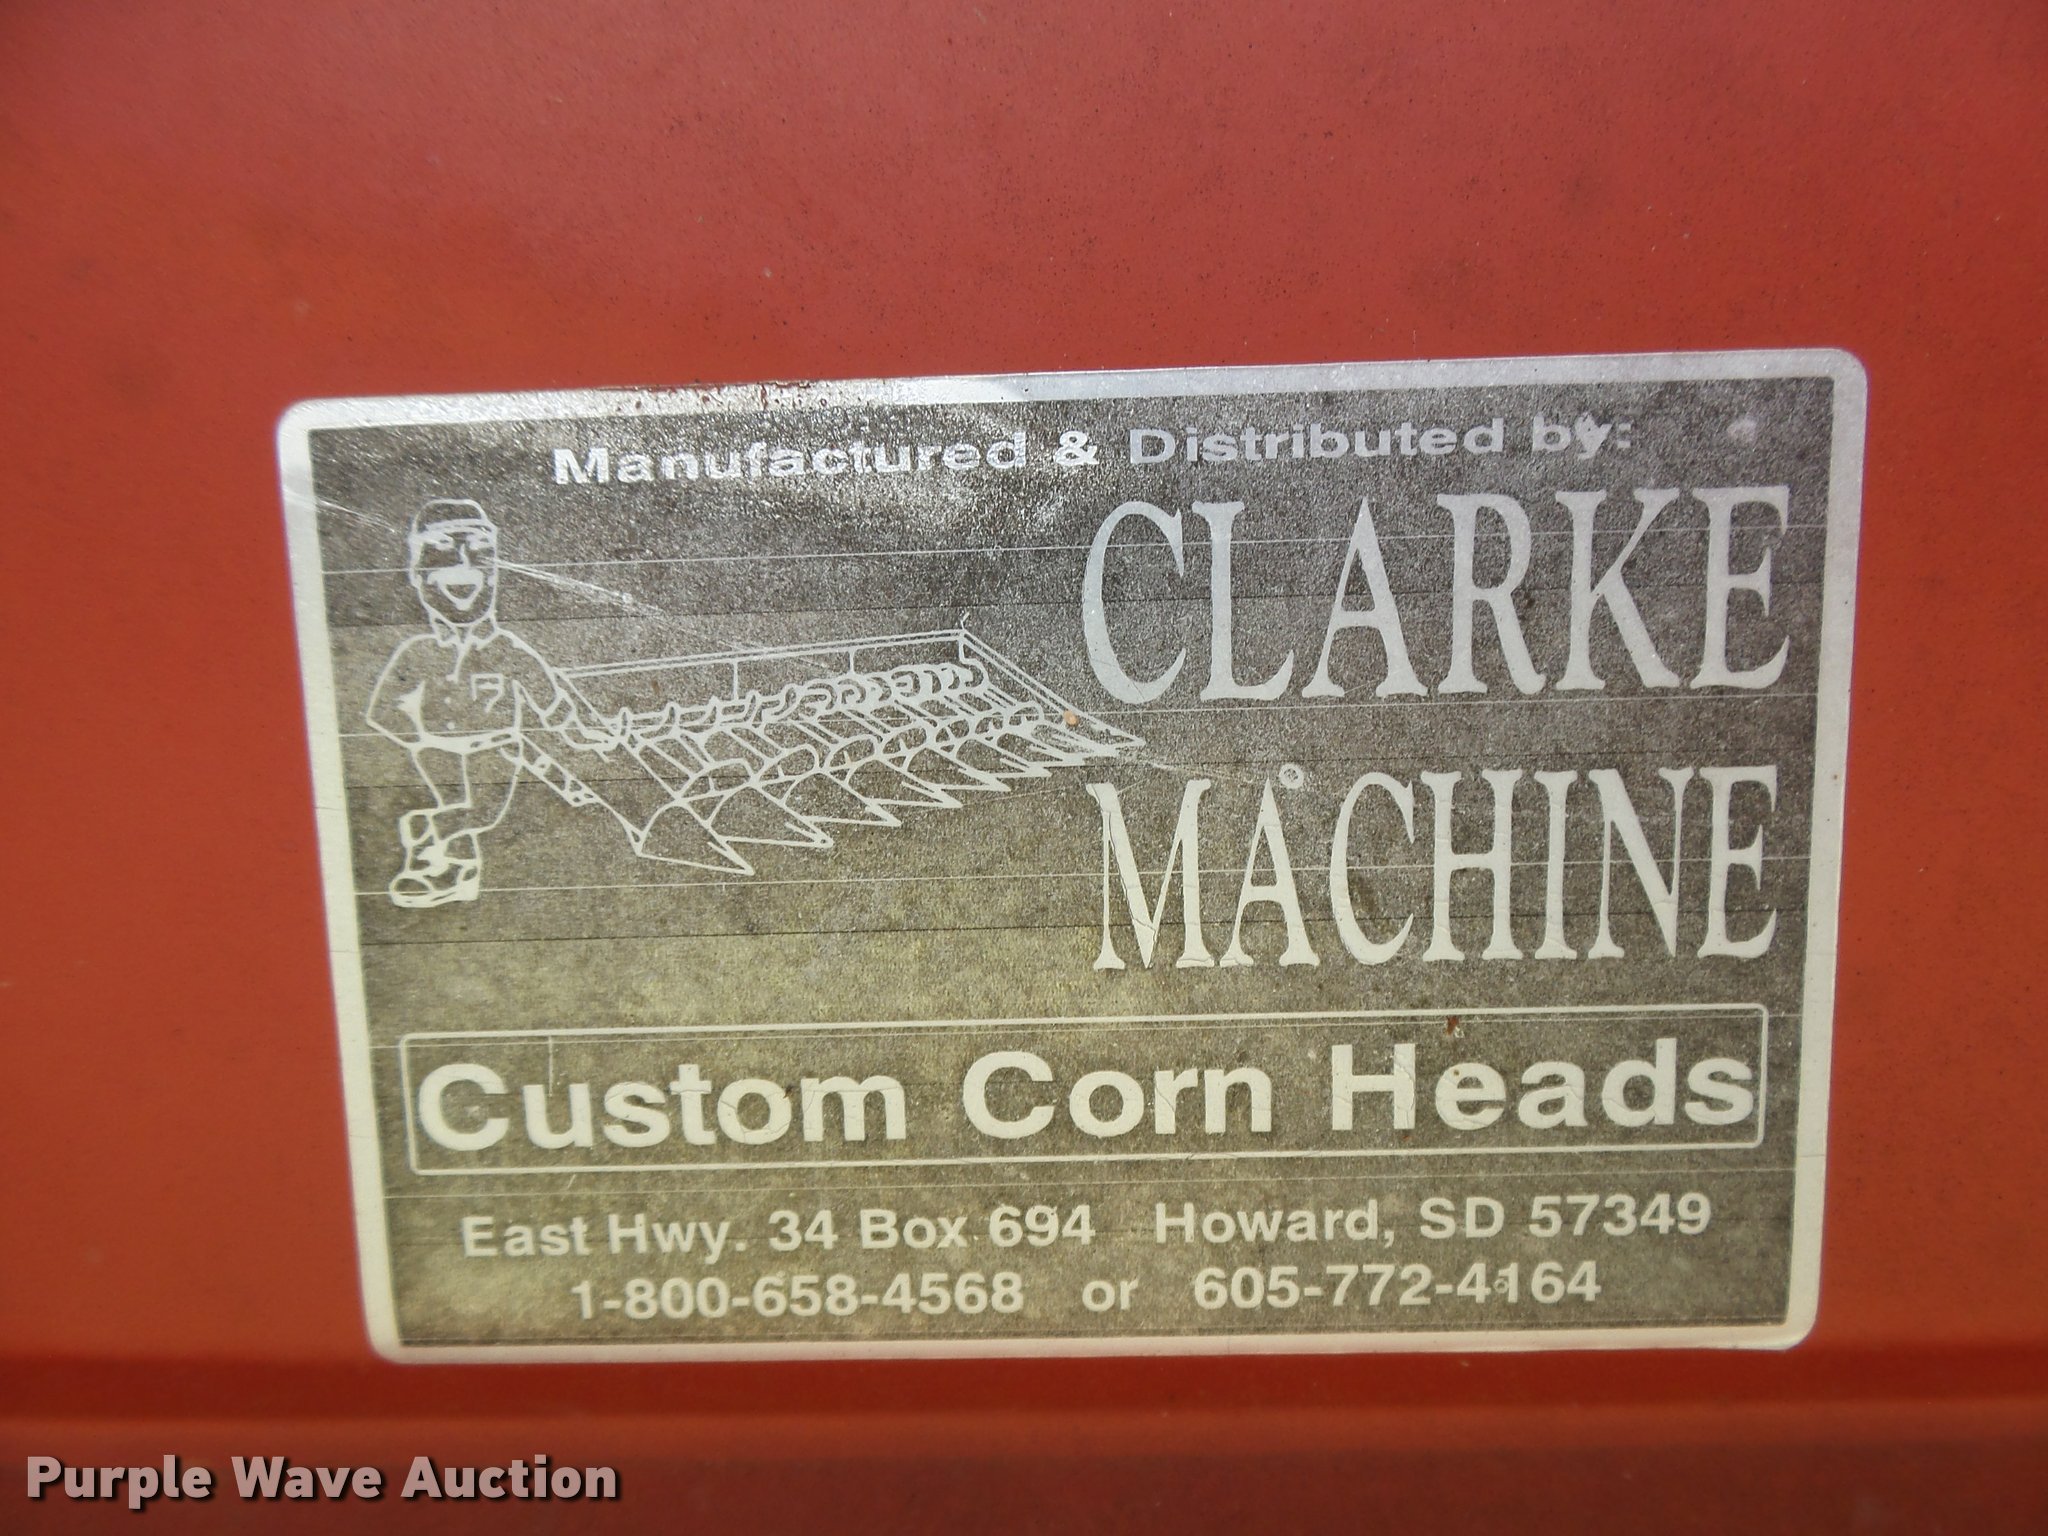 Manufactured & Distributed by:
CLARKE
MACHINE
Custom Corn Heads
East Hwy. 34 Box 694 Howard, SD 57349
1-800-658-4568 or 605-772-4164
Purple Wave Auction